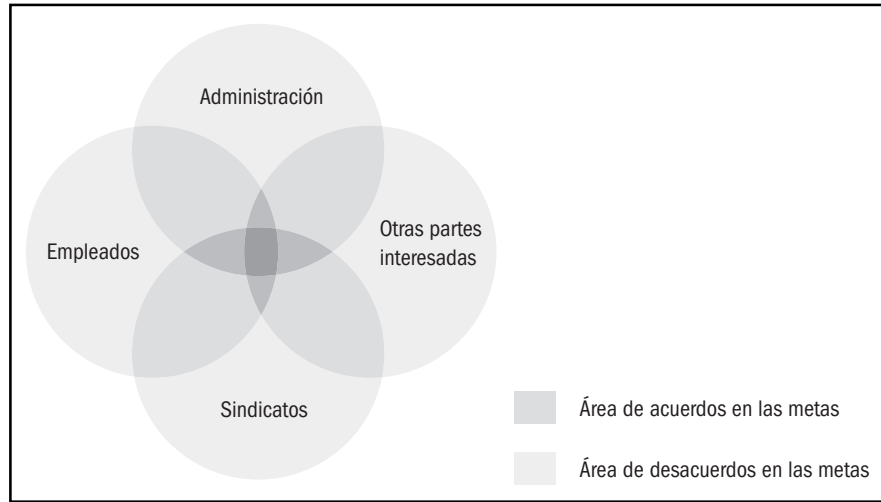 Administración
Empleados
Otras partes
interesadas
Sindicatos
Área de acuerdos en las metas
Área de desacuerdos en las metas